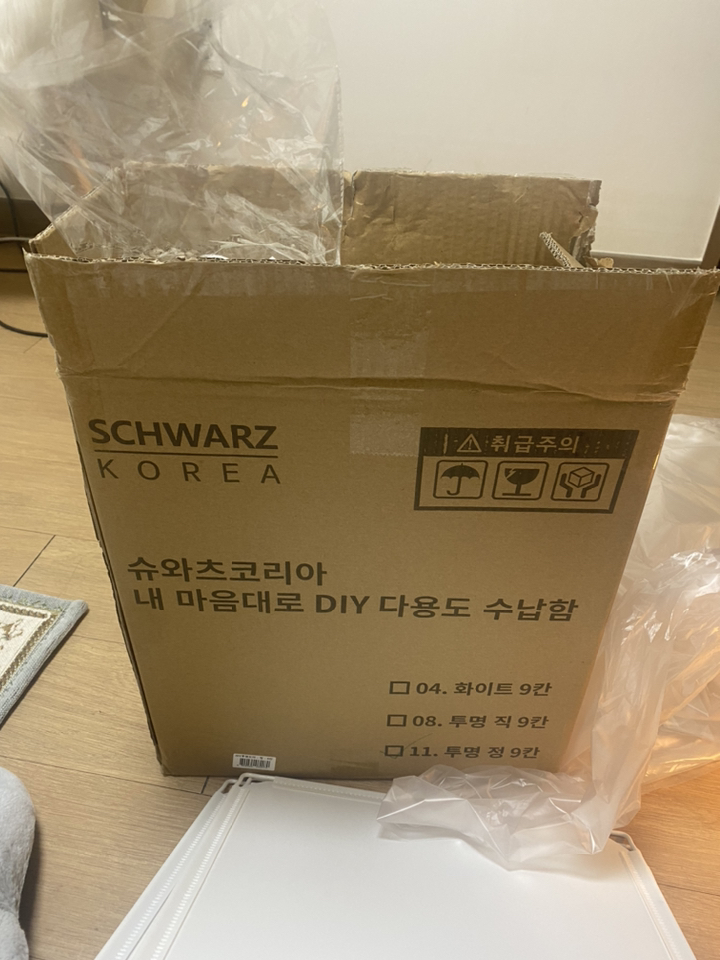 SCHWARZ
KOREA
취급주의
슈와츠코리아
내 마음대로 DIY 다용도 수납함
04. 화이트 9칸
08. 투명 직 9칸
11. 투명 정 9칸